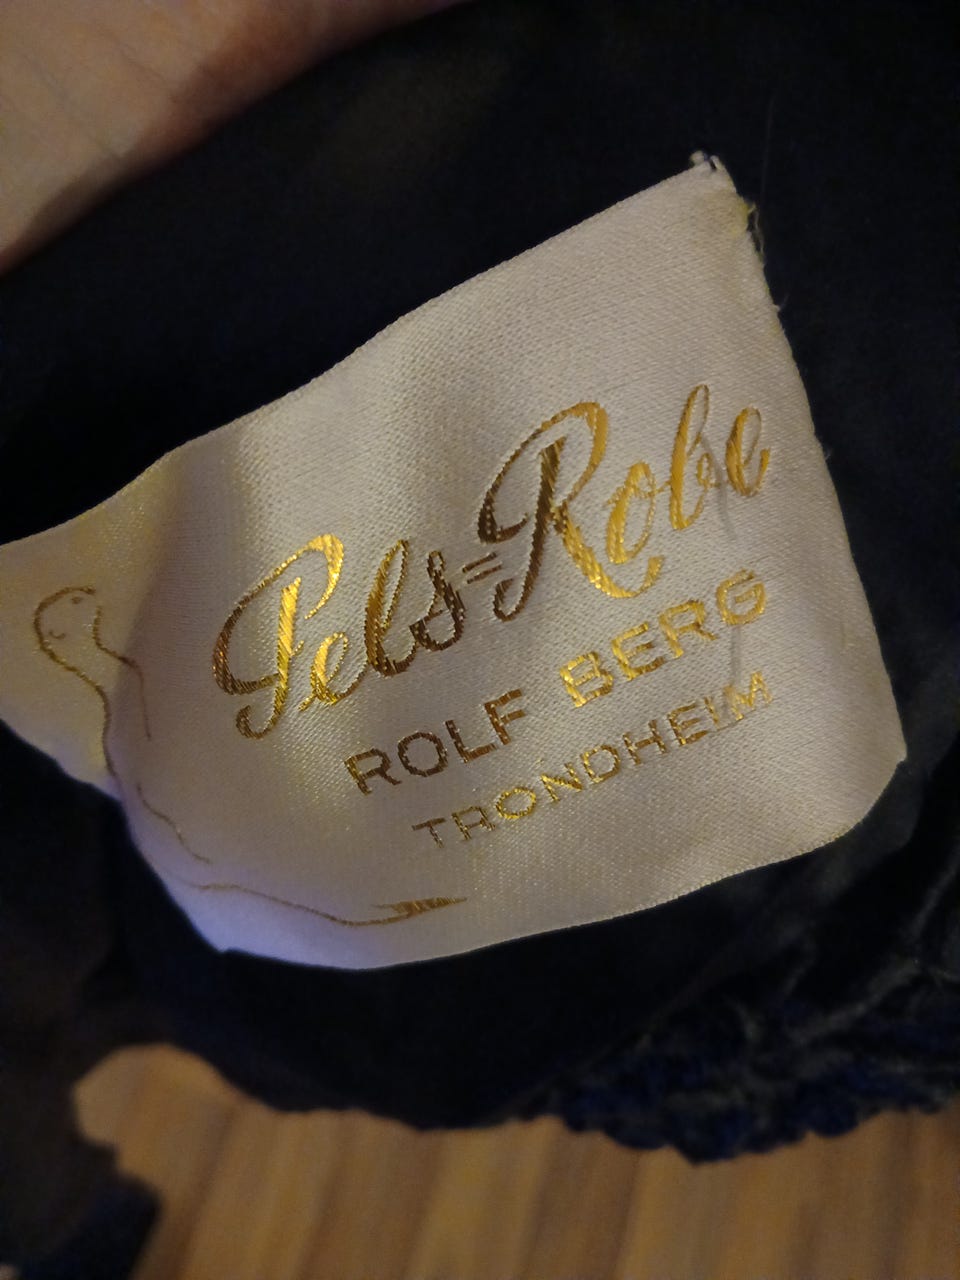 Pels=Robe
ROLF BERG
TRONDHEIM